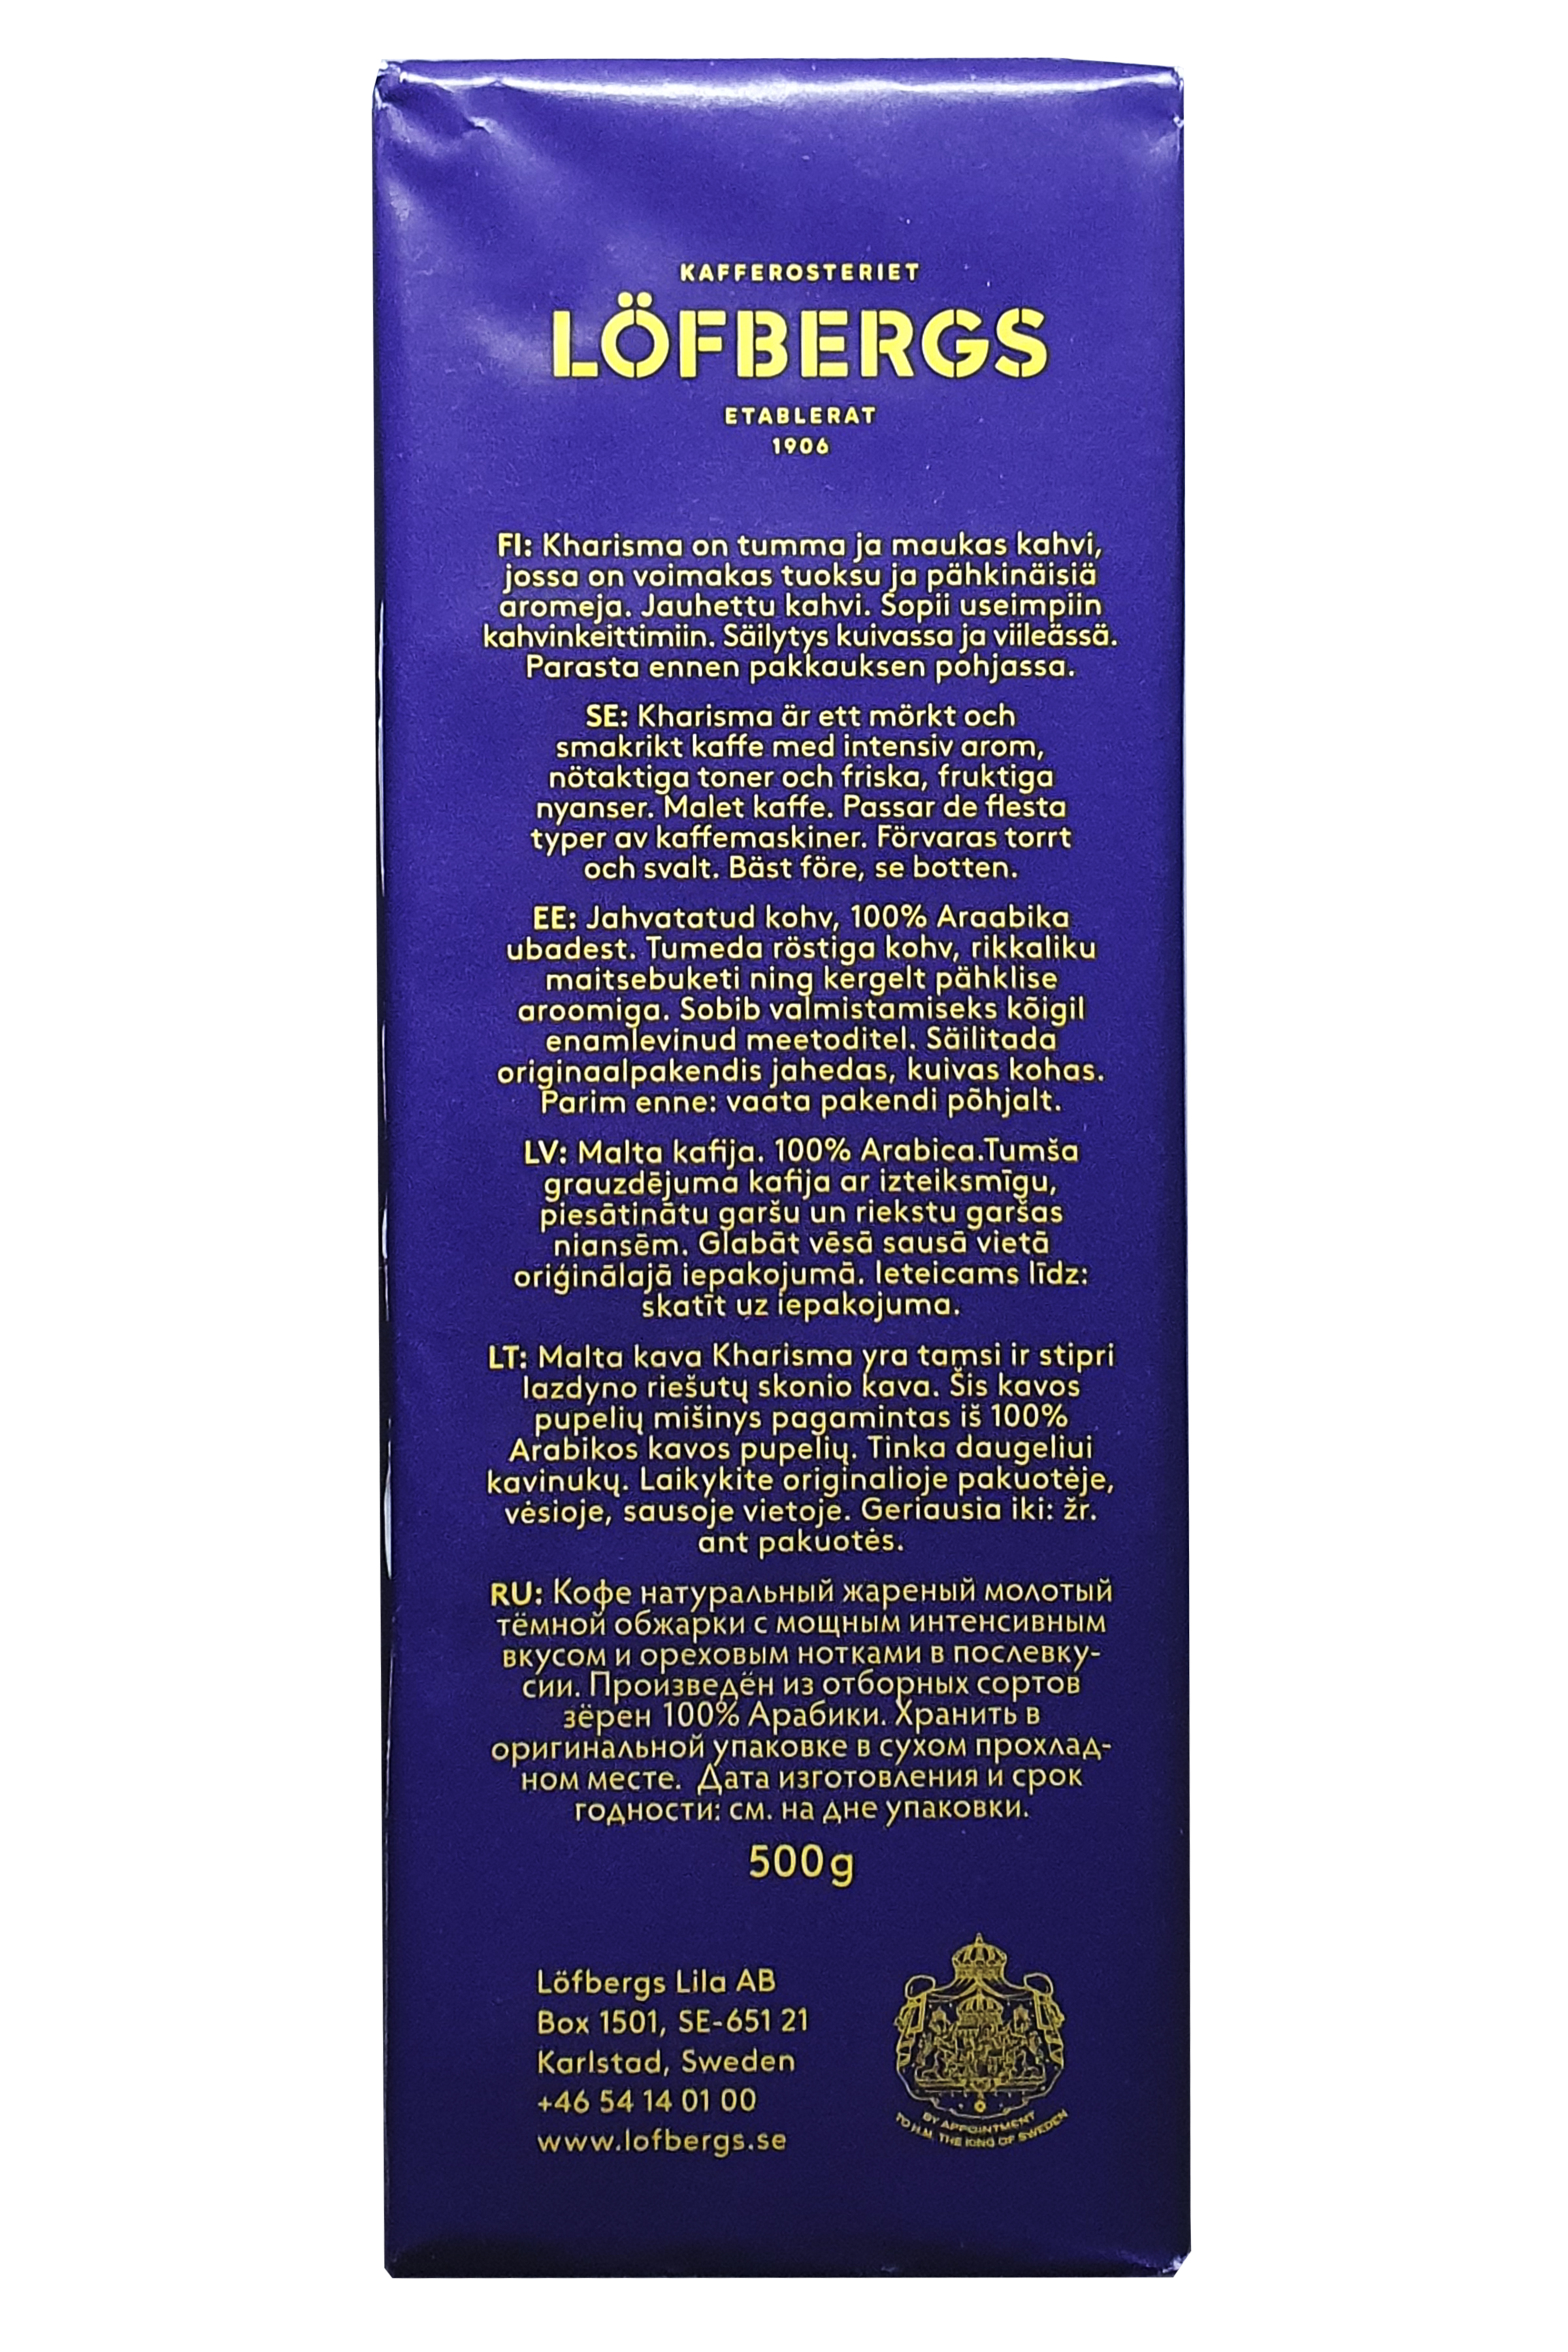 KAFFEROSTERIET
LÖFBERGS
ETABLERAT
1906
FI: Kharisma on tumma ja maukas kahvi,
jossa on voimakas tuoksu ja pähkinäisiä
aromeja. Jauhettu kahvi. Sopii useimpiin
kahvinkeittimiin. Säilytys kuivassa ja viileässä.
Parasta ennen pakkauksen pohjassa.
SE: Kharisma är ett mörkt och
smakrikt kaffe med intensiv arom,
nötaktiga toner och friska, fruktiga
nyanser. Malet kaffe. Passar de flesta
typer av kaffemaskiner. Förvaras torrt
och svalt. Bäst före, se botten.
EE: Jahvatatud kohv, 100% Araabika
ubadest. Tumeda röstiga kohv, rikkaliku
maitsebuketi ning kergelt pähklise
aroomiga. Sobib valmistamiseks kõigil
enamlevinud meetoditel. Säilitada
originaalpakendis jahedas, kuivas kohas.
Parim enne: vaata pakendi põhjalt.
LV: Malta kafija. 100% Arabica.Tumša
grauzdējuma kafija ar izteiksmīgu,
piesātinātu garšu un riekstu garšas
niansēm. Glabāt vēsā sausā vietā
oriģinālajā iepakojumā. Ieteicams līdz:
skatīt uz iepakojuma.
LT: Malta kava Kharisma yra tamsi ir stipri
lazdyno riešutų skonio kava. Šis kavos
pupelių mišinys pagamintas iš 100%
Arabikos kavos pupelių. Tinka daugeliui
kavinukų. Laikykite originalioje pakuotėje,
vėsioje, sausoje vietoje. Geriausia iki: žr.
ant pakuotės.
RU: Кофе натуральный жареный молотый
тёмной обжарки с мощным интенсивным
вкусом и ореховым нотками в послевку-
сии. Произведён из отборных сортов
зёрен 100% Арабики. Хранить в
оригинальной упаковке в сухом прохлад-
ном месте. Дата изготовления и срок
годности: см. на дне упаковки.
500g
Löfbergs Lila AB
Box 1501, SE-651 21
Karlstad, Sweden
+46 54 14 01 00
www.lofbergs.se
BY APPOINTMENT
TO H.M. THE KING OF SWEDEN